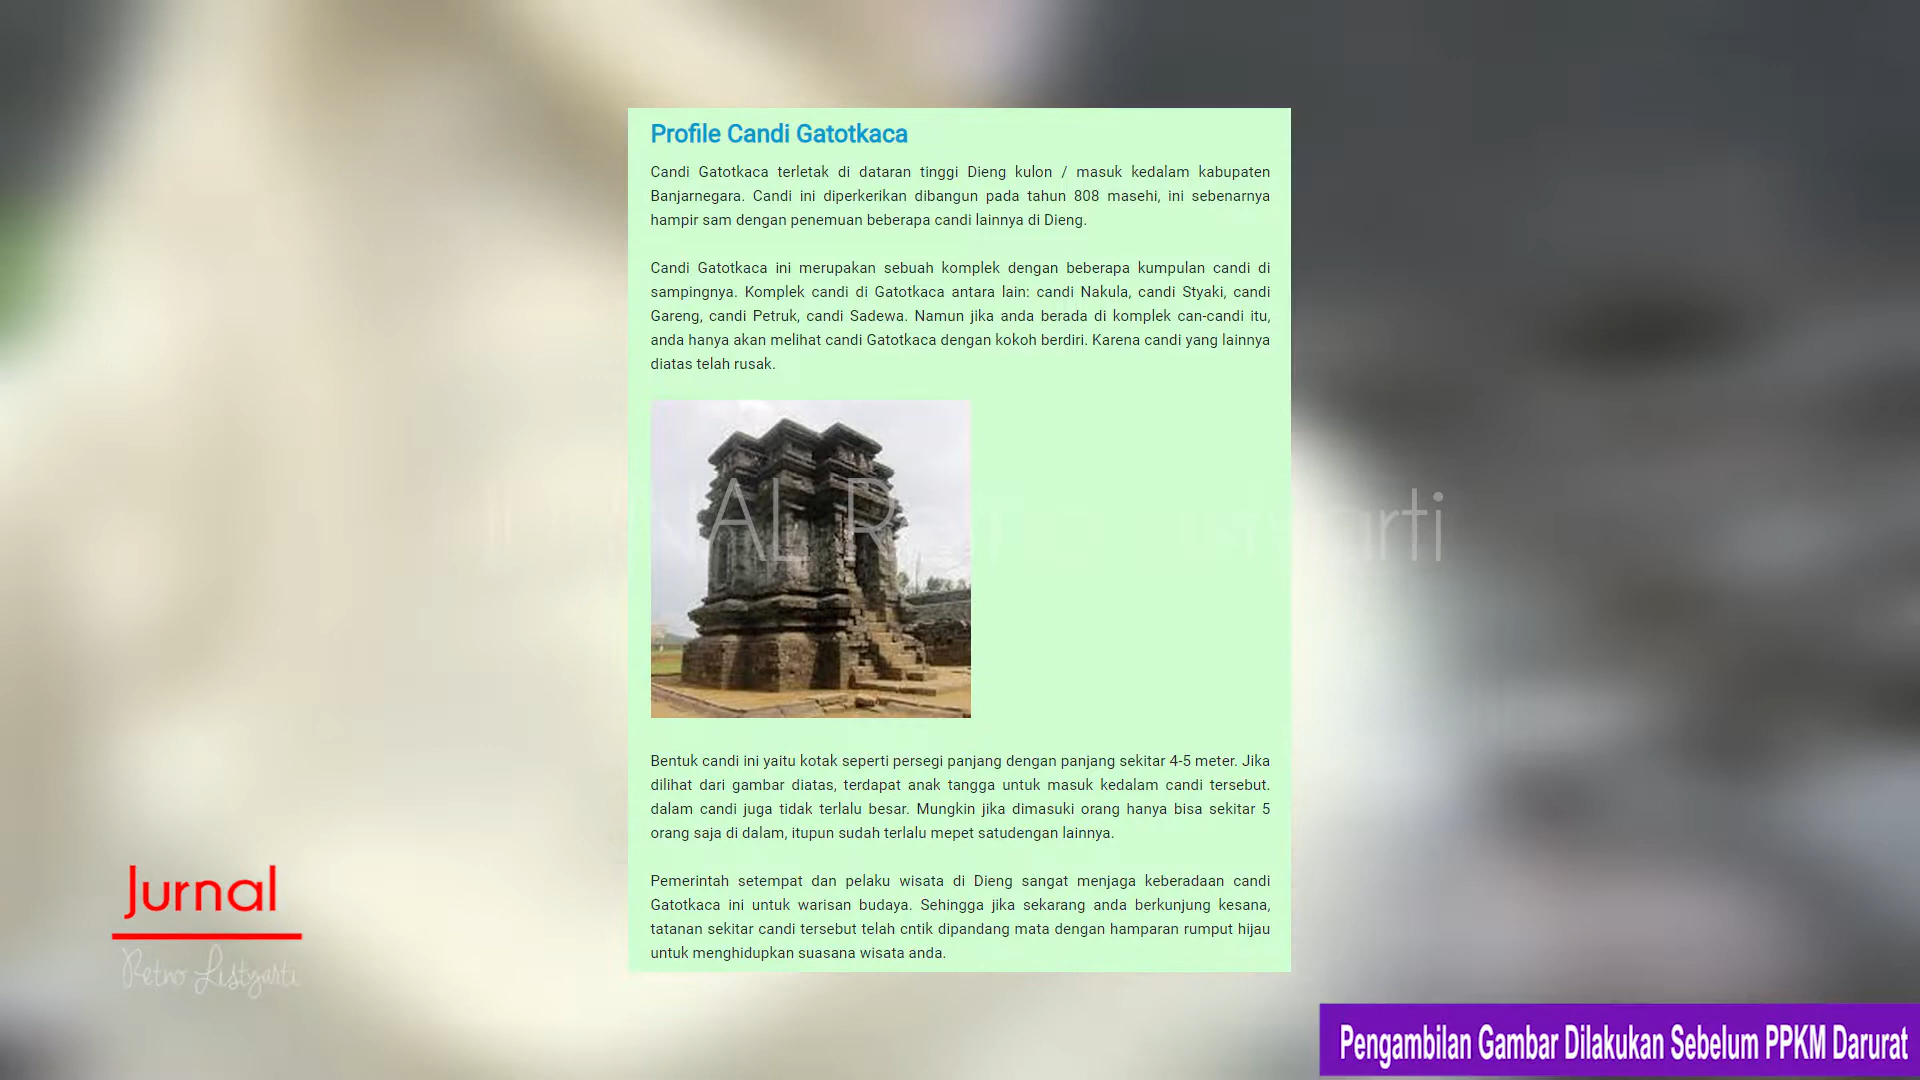 Profile Candi Gatotkaca
Candi Gatotkaca terletak di dataran tinggi Dieng kulon / masuk kedalam kabupaten
Banjarnegara. Candi ini diperkerikan dibangun pada tahun 808 masehi, ini sebenarnya
hampir sam dengan penemuan beberapa candi lainnya di Dieng.
Candi Gatotkaca ini merupakan sebuah komplek dengan beberapa kumpulan candi di
sampingnya. Komplek candi di Gatotkaca antara lain: candi Nakula, candi Styaki, candi
Gareng, candi Petruk, candi Sadewa. Namun jika anda berada di komplek can-candi itu,
anda hanya akan melihat candi Gatotkaca dengan kokoh berdiri. Karena candi yang lainnya
diatas telah rusak.
Bentuk candi ini yaitu kotak seperti persegi panjang dengan panjang sekitar 4-5 meter. Jika
dilihat dari gambar diatas, terdapat anak tangga untuk masuk kedalam candi tersebut.
dalam candi juga tidak terlalu besar. Mungkin jika dimasuki orang hanya bisa sekitar 5
orang saja di dalam, itupun sudah terlalu mepet satudengan lainnya.
Pemerintah setempat dan pelaku wisata di Dieng sangat menjaga keberadaan candi
Gatotkaca ini untuk warisan budaya. Sehingga jika sekarang anda berkunjung kesana,
tatanan sekitar candi tersebut telah cntik dipandang mata dengan hamparan rumput hijau
untuk menghidupkan suasana wisata anda.
Jurnal
Retno Listyarti
Pengambilan Gambar Dilakukan Sebelum PPKM Darurat